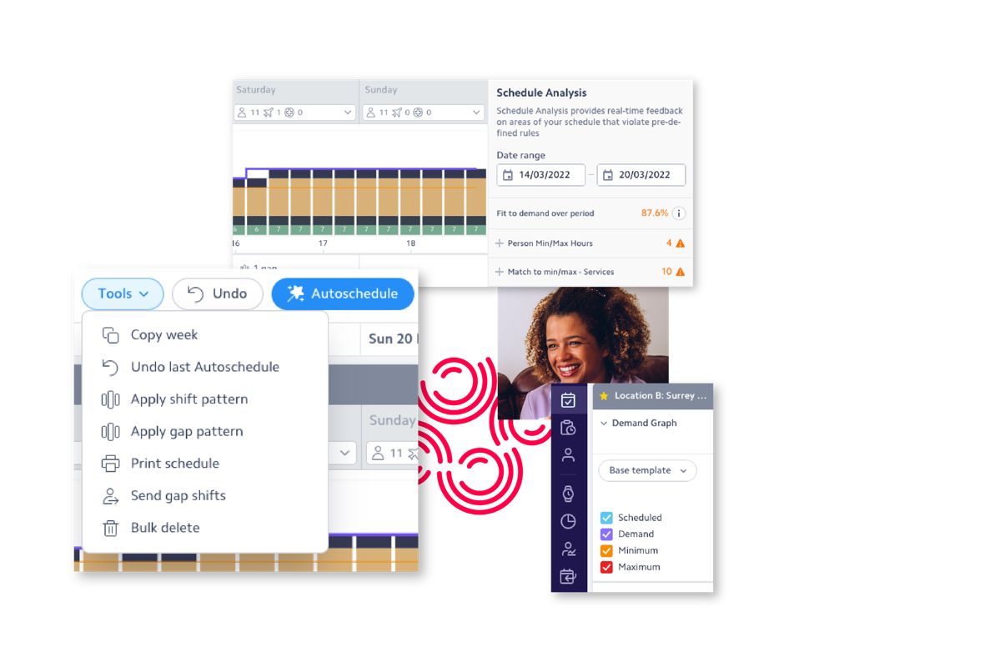 Saturday
Sunday
11 1 0
11 0 0
6 6 7 7 7 7 7 7 7 7 7 7
16 17 18
1 gap
Schedule Analysis
Schedule Analysis provides real-time feedback
on areas of your schedule that violate pre-de-
fined rules
Date range
14/03/2022 – 20/03/2022
Fit to demand over period 87.6%
Person Min/Max Hours 4
Match to min/max - Services 10
Tools
Undo
Autoschedule
Copy week
Undo last Autoschedule
Apply shift pattern
Apply gap pattern
Print schedule
Send gap shifts
Bulk delete
Sun 20
Sunday
11
Location B: Surrey ...
Demand Graph
Base template
Scheduled
Demand
Minimum
Maximum